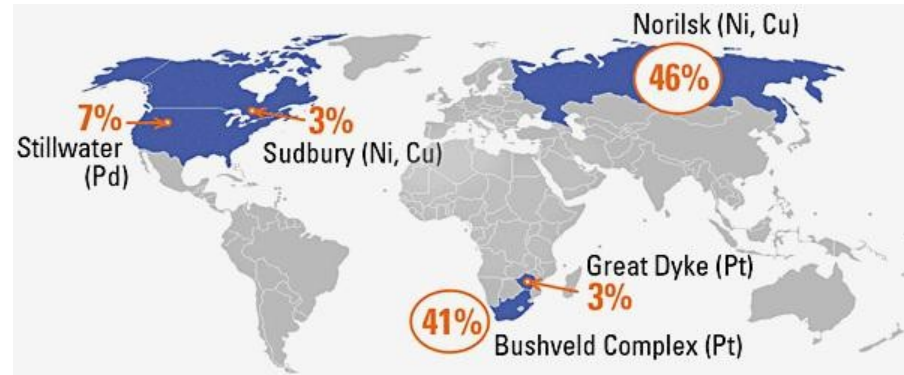 Norilsk (Ni, Cu)
46%
7%
Stillwater
(Pd)
3%
Sudbury (Ni, Cu)
Great Dyke (Pt)
3%
41%
Bushveld Complex (Pt)